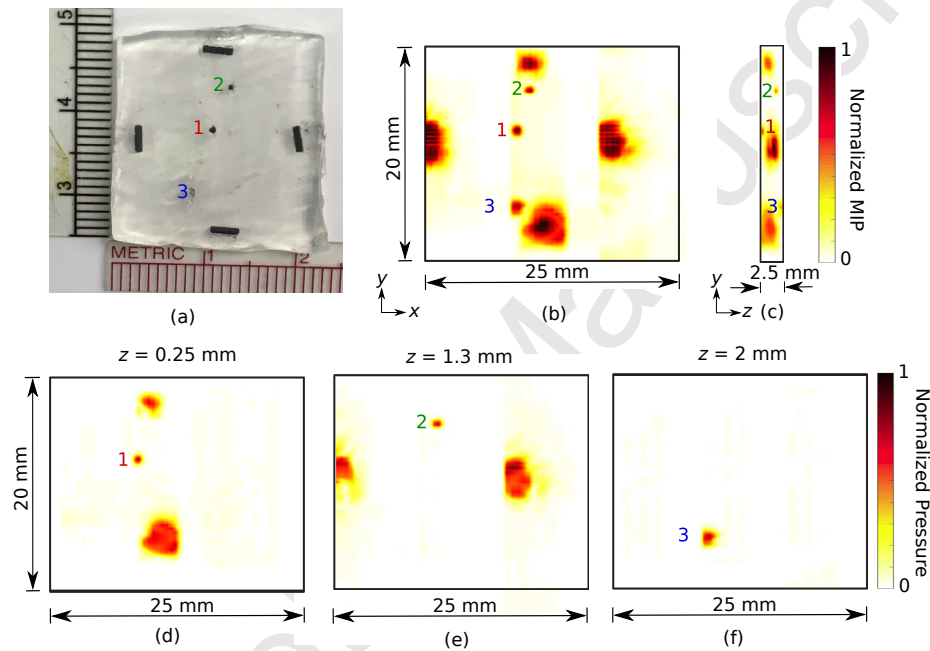 5
4
3
2
1
3
METRIC 1 2
(a)
20 mm
2
1
3
25 mm
y
x
(b)
2
1
3
2.5 mm
y
z
(c)
1
0
Normalized MIP
z = 0.25 mm
20 mm
1
25 mm
(d)
z = 1.3 mm
2
25 mm
(e)
z = 2 mm
3
25 mm
(f)
1
0
Normalized Pressure